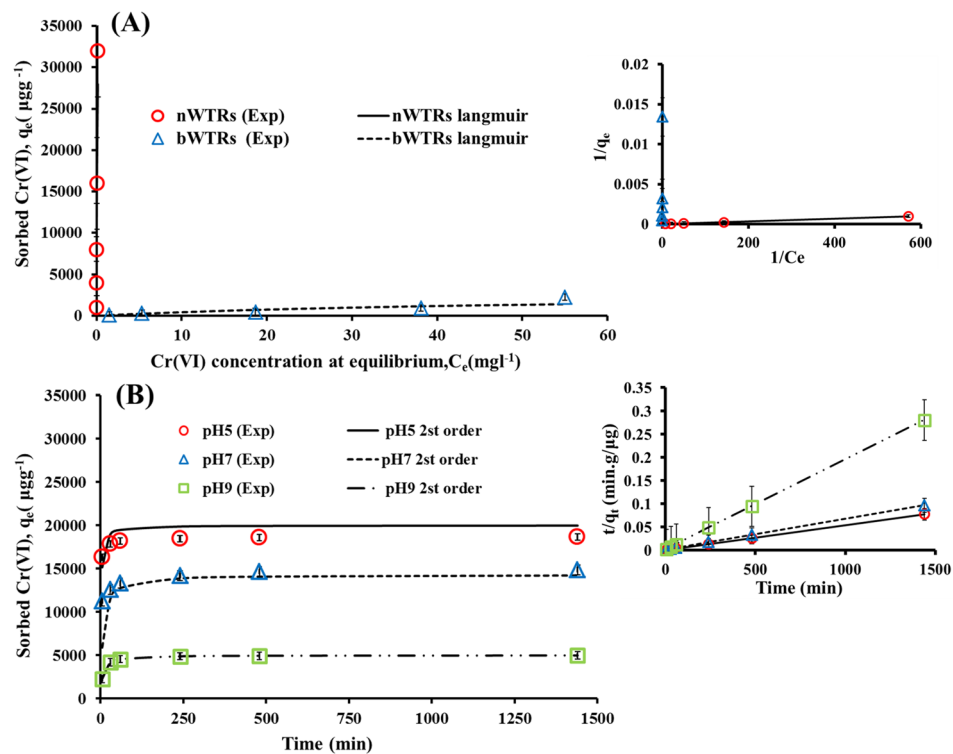 (A)
35000
30000
25000
20000
15000
10000
5000
0
Sorbed Cr(VI), qe( µgg-1)
nWTRs (Exp)
nWTRs langmuir
bWTRs (Exp)
bWTRs langmuir
0 10 20 30 40 50 60
Cr(VI) concentration at equilibrium,Ce(mgl-1)
0.02
0.015
0.01
0.005
0
1/qe
0 200 400 600
1/Ce
(B)
35000
30000
25000
20000
15000
10000
5000
0
Sorbed Cr(VI), qe( µgg-1)
pH5 (Exp)
pH5 2st order
pH7 (Exp)
pH7 2st order
pH9 (Exp)
pH9 2st order
0 250 500 750 1000 1250 1500
Time (min)
0.35
0.3
0.25
0.2
0.15
0.1
0.05
0
t/qt (min.g/µg)
0 500 1000 1500
Time (min)